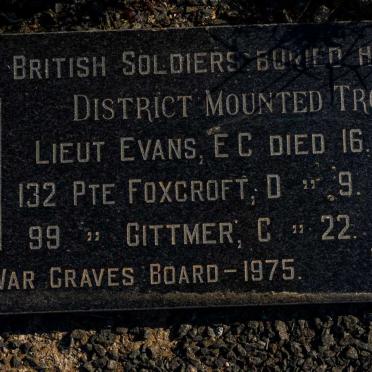 BRITISH SOLDIERS BURIED H
DISTRICT MOUNTED TRO
LIEUT EVANS, E C DIED 16.
132 PTE FOXCROFT, D " 9.
99 " GITTMER, C " 22.
WAR GRAVES BOARD - 1975.